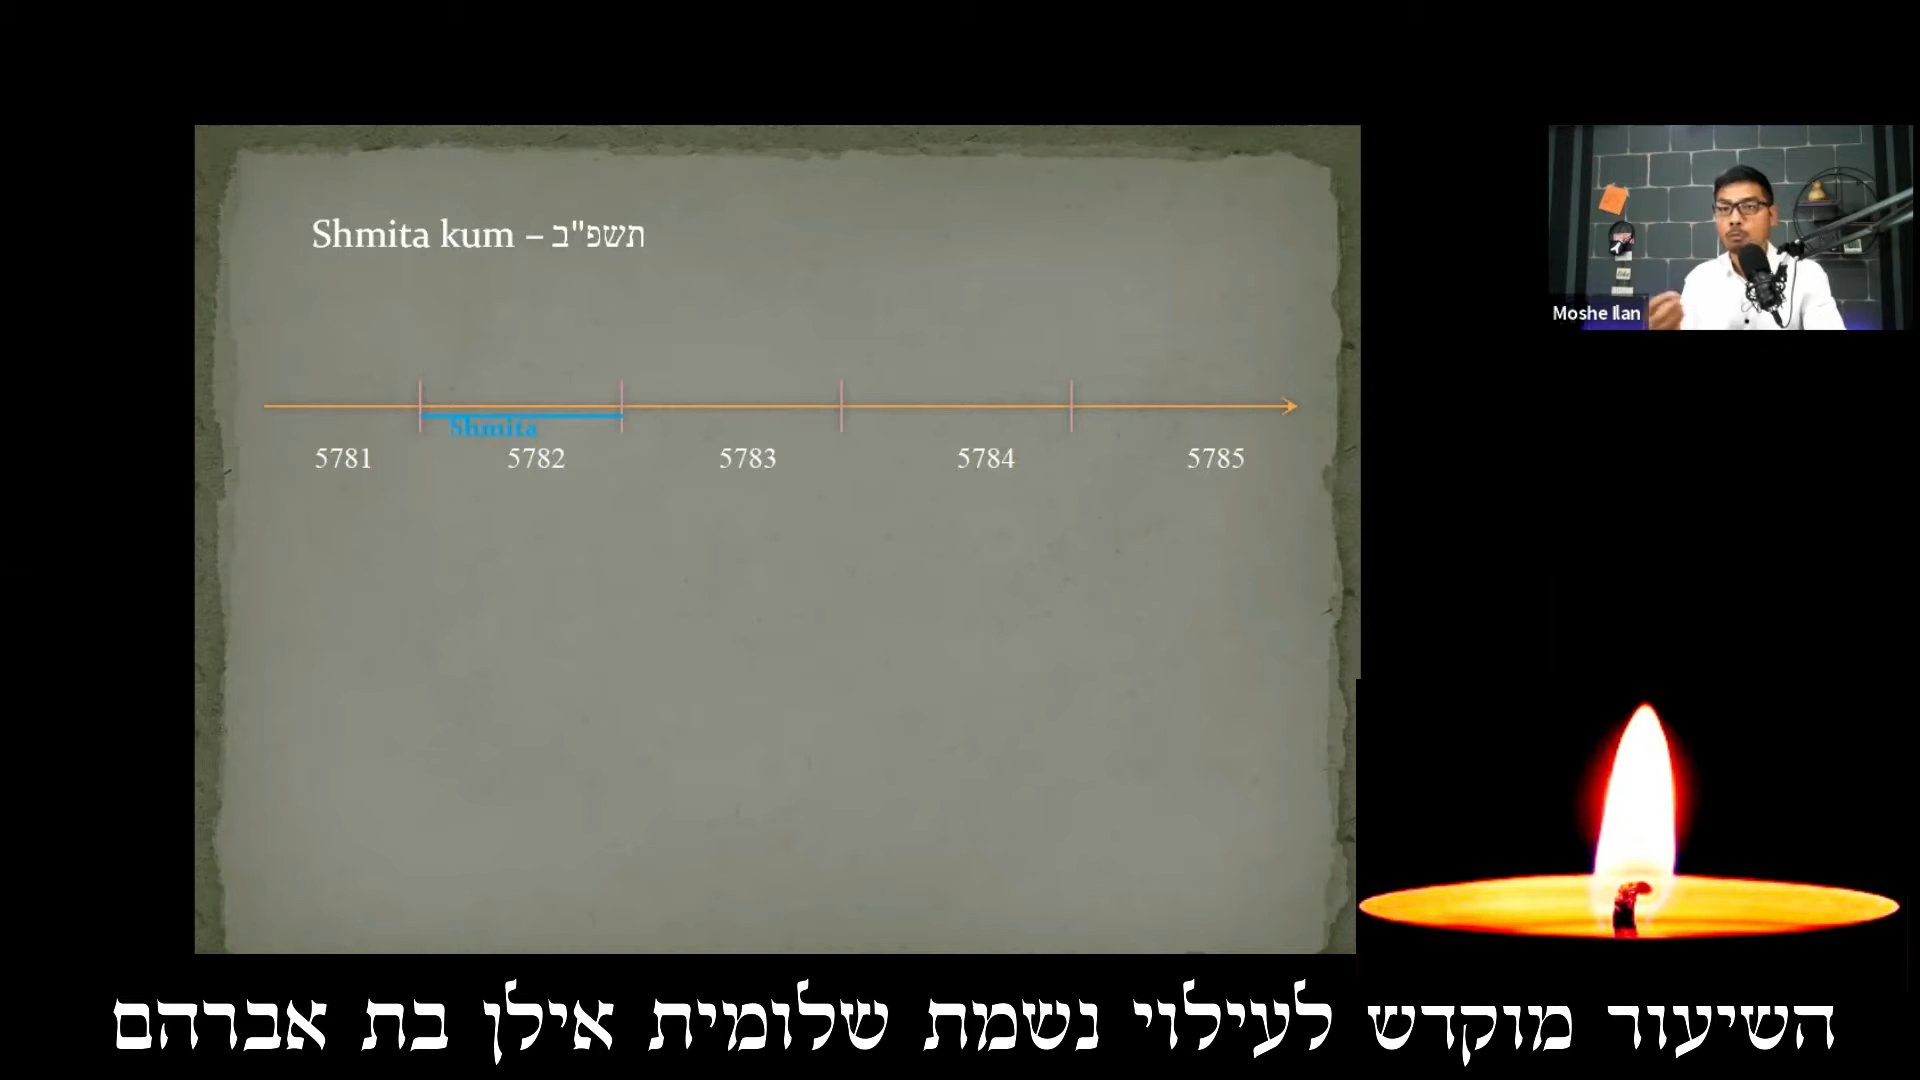 Shmita kum – תשפ"ב
Shmita
5781 5782 5783 5784 5785
Moshe Ilan
השיעור מוקדש לעילוי נשמת שלומית אילן בת אברהם